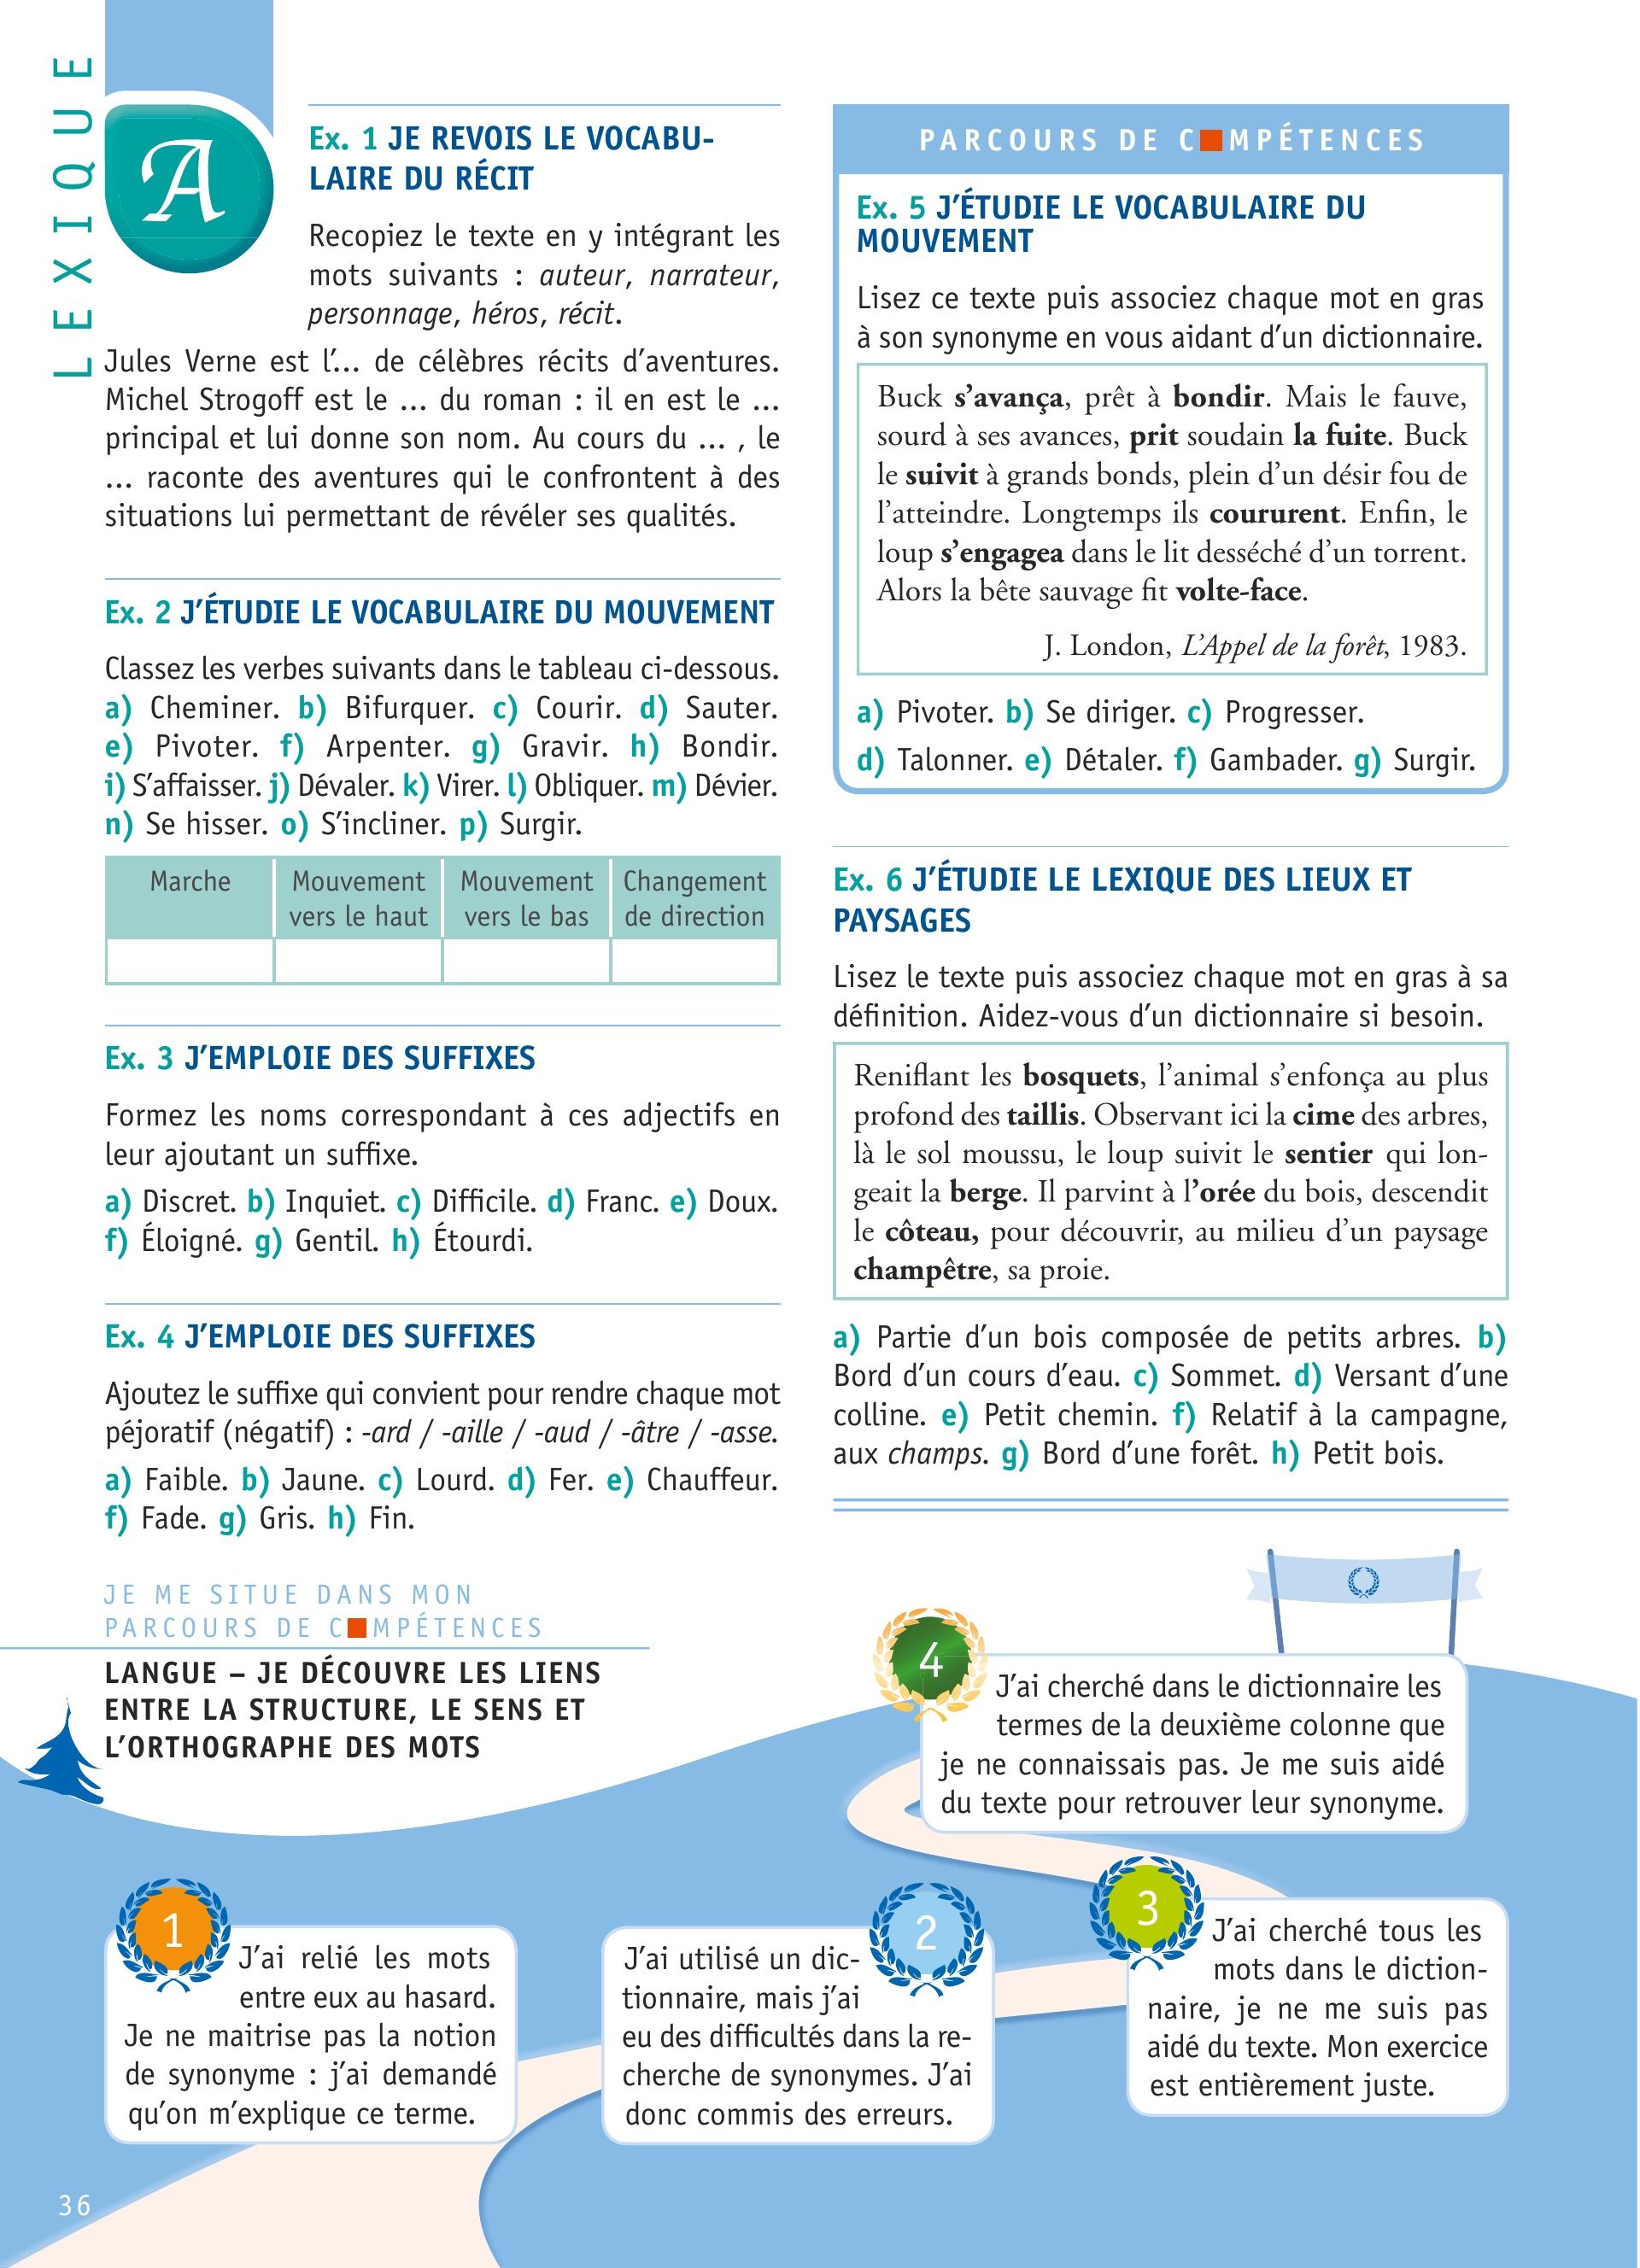 LEXIQUE
A
Ex. 1 JE REVOIS LE VOCABU-
LAIRE DU RÉCIT
Recopiez le texte en y intégrant les
mots suivants : auteur, narrateur,
personnage, héros, récit.
Jules Verne est l’... de célèbres récits d’aventures.
Michel Strogoff est le ... du roman : il en est le ...
principal et lui donne son nom. Au cours du ... , le
... raconte des aventures qui le confrontent à des
situations lui permettant de révéler ses qualités.
Ex. 2 J’ÉTUDIE LE VOCABULAIRE DU MOUVEMENT
Classez les verbes suivants dans le tableau ci-dessous.
a) Cheminer. b) Bifurquer. c) Courir. d) Sauter.
e) Pivoter. f) Arpenter. g) Gravir. h) Bondir.
i) S’affaisser. j) Dévaler. k) Virer. l) Obliquer. m) Dévier.
n) Se hisser. o) S’incliner. p) Surgir.
Marche
Mouvement
vers le haut
Mouvement
vers le bas
Changement
de direction
Ex. 3 J’EMPLOIE DES SUFFIXES
Formez les noms correspondant à ces adjectifs en
leur ajoutant un suffixe.
a) Discret. b) Inquiet. c) Difficile. d) Franc. e) Doux.
f) Éloigné. g) Gentil. h) Étourdi.
Ex. 4 J’EMPLOIE DES SUFFIXES
Ajoutez le suffixe qui convient pour rendre chaque mot
péjoratif (négatif) : -ard / -aille / -aud / -âtre / -asse.
a) Faible. b) Jaune. c) Lourd. d) Fer. e) Chauffeur.
f) Fade. g) Gris. h) Fin.
PARCOURS DE C■MPÉTENCES
Ex. 5 J’ÉTUDIE LE VOCABULAIRE DU
MOUVEMENT
Lisez ce texte puis associez chaque mot en gras
à son synonyme en vous aidant d’un dictionnaire.
Buck s’avança, prêt à bondir. Mais le fauve,
sourd à ses avances, prit soudain la fuite. Buck
le suivit à grands bonds, plein d’un désir fou de
l’atteindre. Longtemps ils coururent. Enfin, le
loup s’engagea dans le lit desséché d’un torrent.
Alors la bête sauvage fit volte-face.
J. London, L’Appel de la forêt, 1983.
a) Pivoter. b) Se diriger. c) Progresser.
d) Talonner. e) Détaler. f) Gambader. g) Surgir.
Ex. 6 J’ÉTUDIE LE LEXIQUE DES LIEUX ET
PAYSAGES
Lisez le texte puis associez chaque mot en gras à sa
définition. Aidez-vous d’un dictionnaire si besoin.
Reniflant les bosquets, l’animal s’enfonça au plus
profond des taillis. Observant ici la cime des arbres,
là le sol moussu, le loup suivit le sentier qui lon-
geait la berge. Il parvint à l’orée du bois, descendit
le côteau, pour découvrir, au milieu d’un paysage
champêtre, sa proie.
a) Partie d’un bois composée de petits arbres. b)
Bord d’un cours d’eau. c) Sommet. d) Versant d’une
colline. e) Petit chemin. f) Relatif à la campagne,
aux champs. g) Bord d’une forêt. h) Petit bois.
JE ME SITUE DANS MON
PARCOURS DE C■MPÉTENCES
LANGUE – JE DÉCOUVRE LES LIENS
ENTRE LA STRUCTURE, LE SENS ET
L’ORTHOGRAPHE DES MOTS
1
J’ai relié les mots
entre eux au hasard.
Je ne maitrise pas la notion
de synonyme : j’ai demandé
qu’on m’explique ce terme.
2
J’ai utilisé un dic-
tionnaire, mais j’ai
eu des difficultés dans la re-
cherche de synonymes. J’ai
donc commis des erreurs.
3
J’ai cherché tous les
mots dans le diction-
naire, je ne me suis pas
aidé du texte. Mon exercice
est entièrement juste.
4
J’ai cherché dans le dictionnaire les
termes de la deuxième colonne que
je ne connaissais pas. Je me suis aidé
du texte pour retrouver leur synonyme.
36